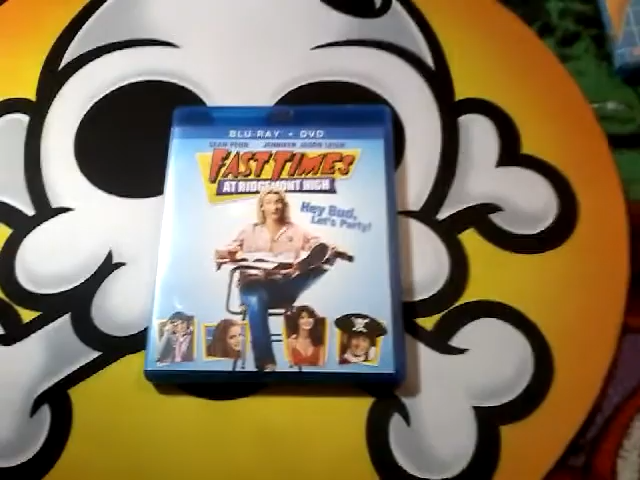 BLU-RAY + DVD
SEAN PENN JENNIFER JASON LEIGH
FAST TIMES
AT RIDGEMONT HIGH
Hey Bud,
Let's Party!